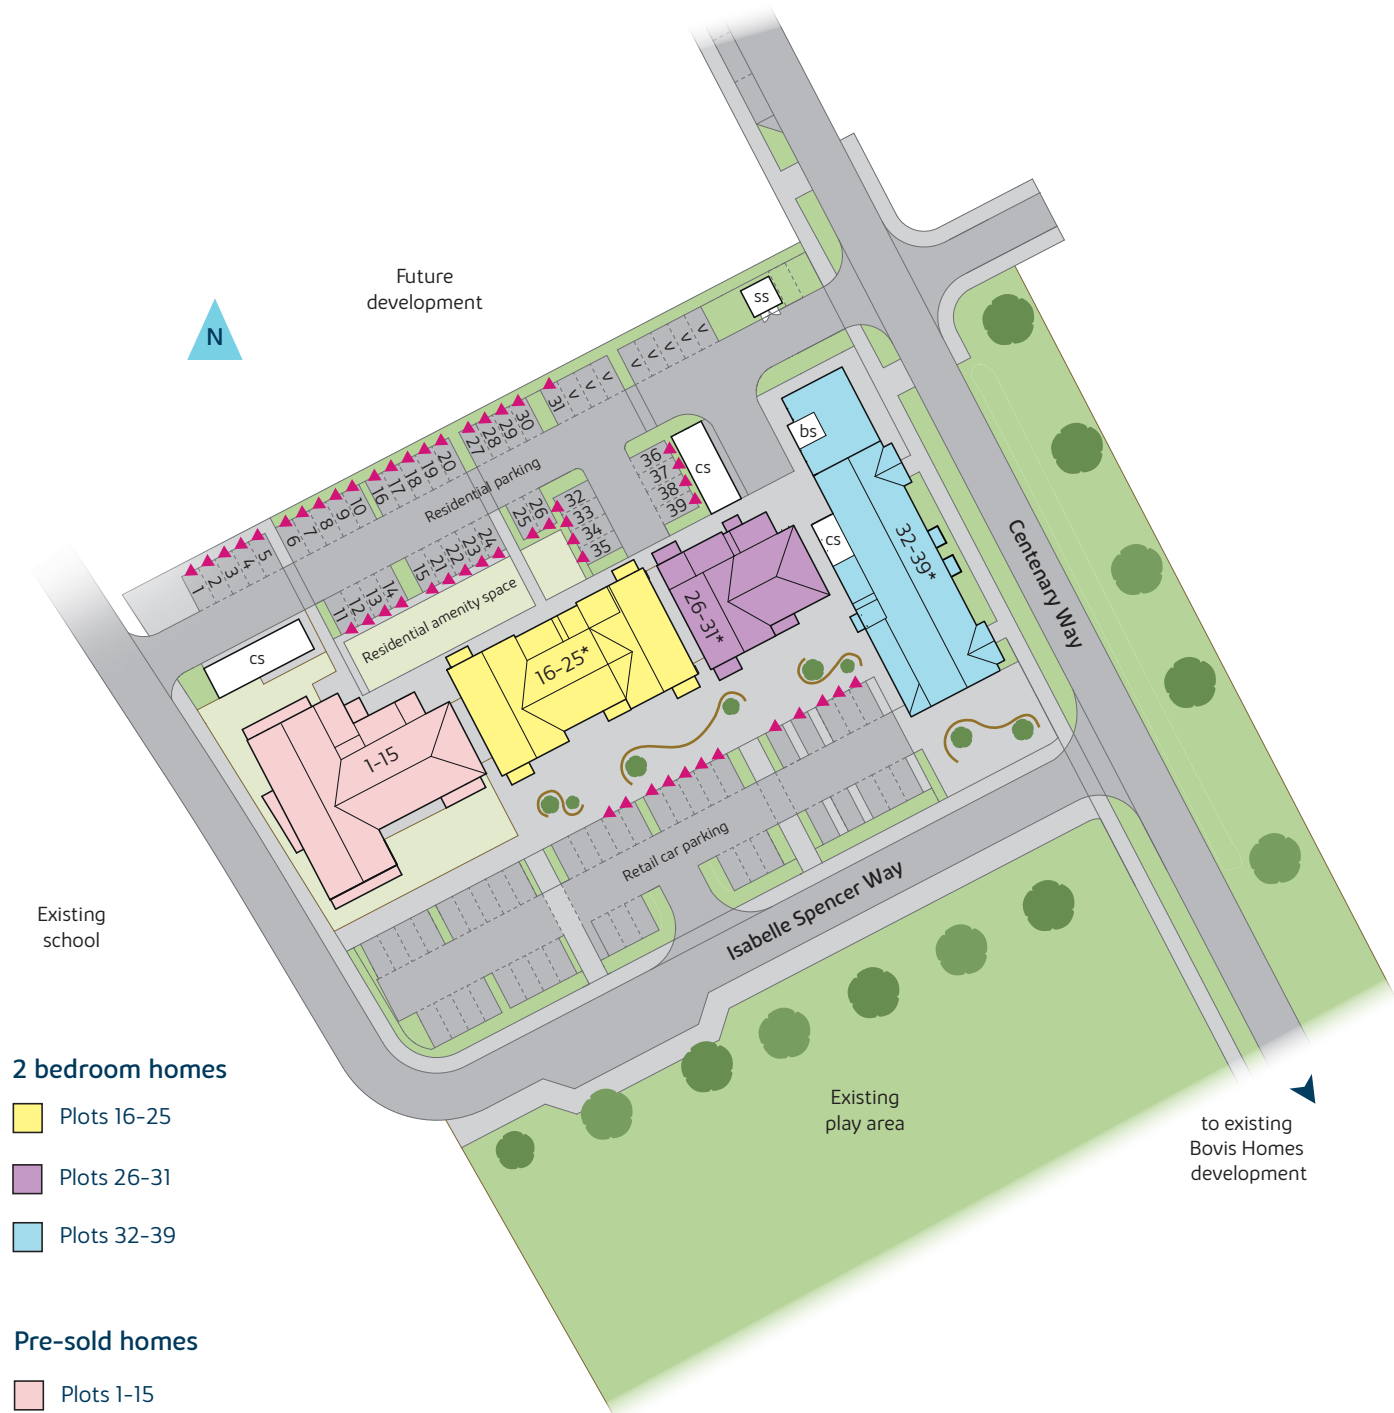 Future
development
N
ss
v
v
v
v
v
v
v
v
31
30
29
28
27
20
19
18
17
16
10
9
8
7
6
5
4
3
2
1
Residential parking
bs
cs
36
37
38
39
32
33
34
35
26
25
24
23
22
21
15
14
13
12
11
Residential amenity space
cs
cs
32-39*
26-31*
16-25*
1-15
Centenary Way
Retail car parking
Isabelle Spencer Way
Existing
school
Existing
play area
to existing
Bovis Homes
development
2 bedroom homes
Plots 16-25
Plots 26-31
Plots 32-39
Pre-sold homes
Plots 1-15